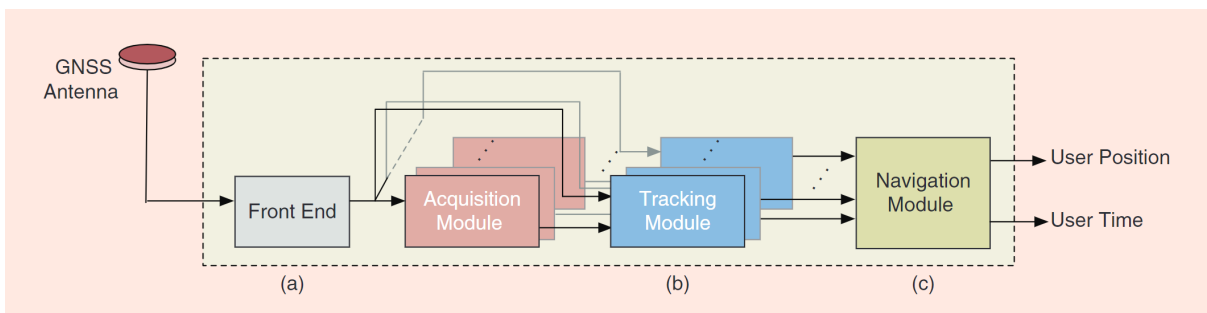 GNSS
Antenna
Front End
Acquisition
Module
Tracking
Module
Navigation
Module
User Position
User Time
(a)
(b)
(c)